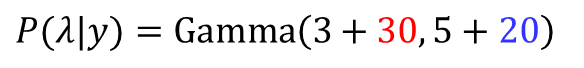 P(λ|y) = Gamma(3 + 30, 5 + 20)